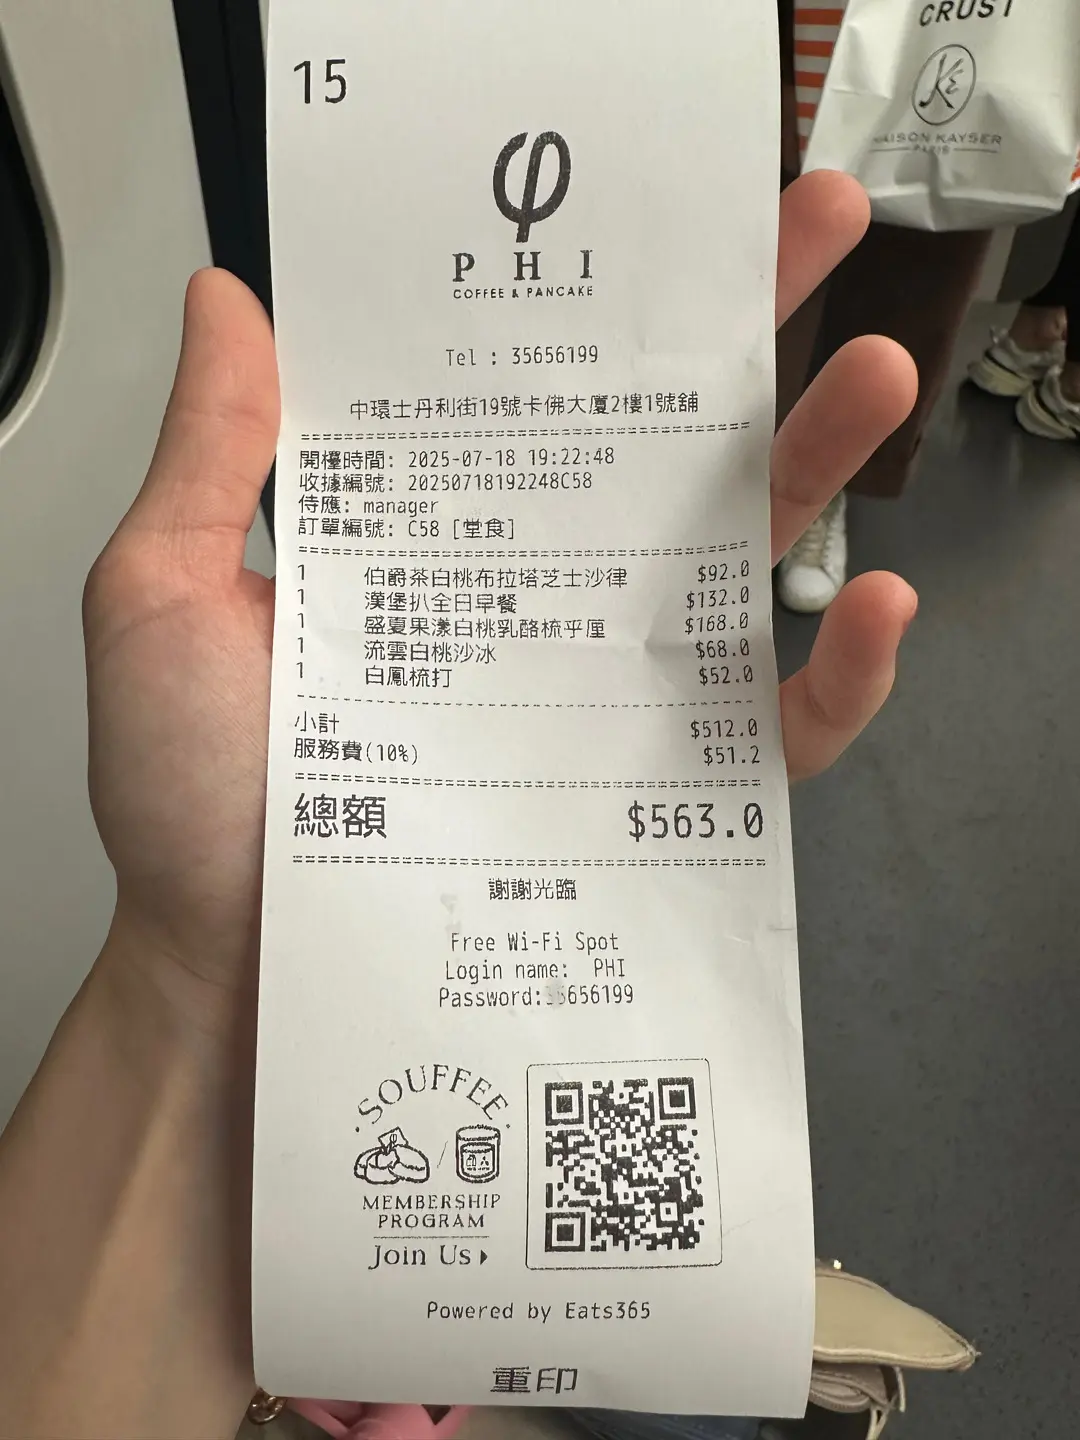 CRUST
MAISON KAYSER
PARIS
15
PHI
COFFEE & PANCAKE
Tel : 35656199
中環士丹利街19號卡佛大廈2樓1號舖
開檯時間: 2025-07-18 19:22:48
收據編號: 20250718192248C58
侍應: manager
訂單編號: C58 [堂食]
1 伯爵茶白桃布拉塔芝士沙律 $92.0
1 漢堡扒全日早餐 $132.0
1 盛夏果漾白桃乳酪梳乎厘 $168.0
1 流雲白桃沙冰 $68.0
1 白鳳梳打 $52.0
小計 $512.0
服務費(10%) $51.2
總額 $563.0
謝謝光臨
Free Wi-Fi Spot
Login name: PHI
Password:35656199
SOUFFEE
MEMBERSHIP
PROGRAM
Join Us
Powered by Eats365
重印